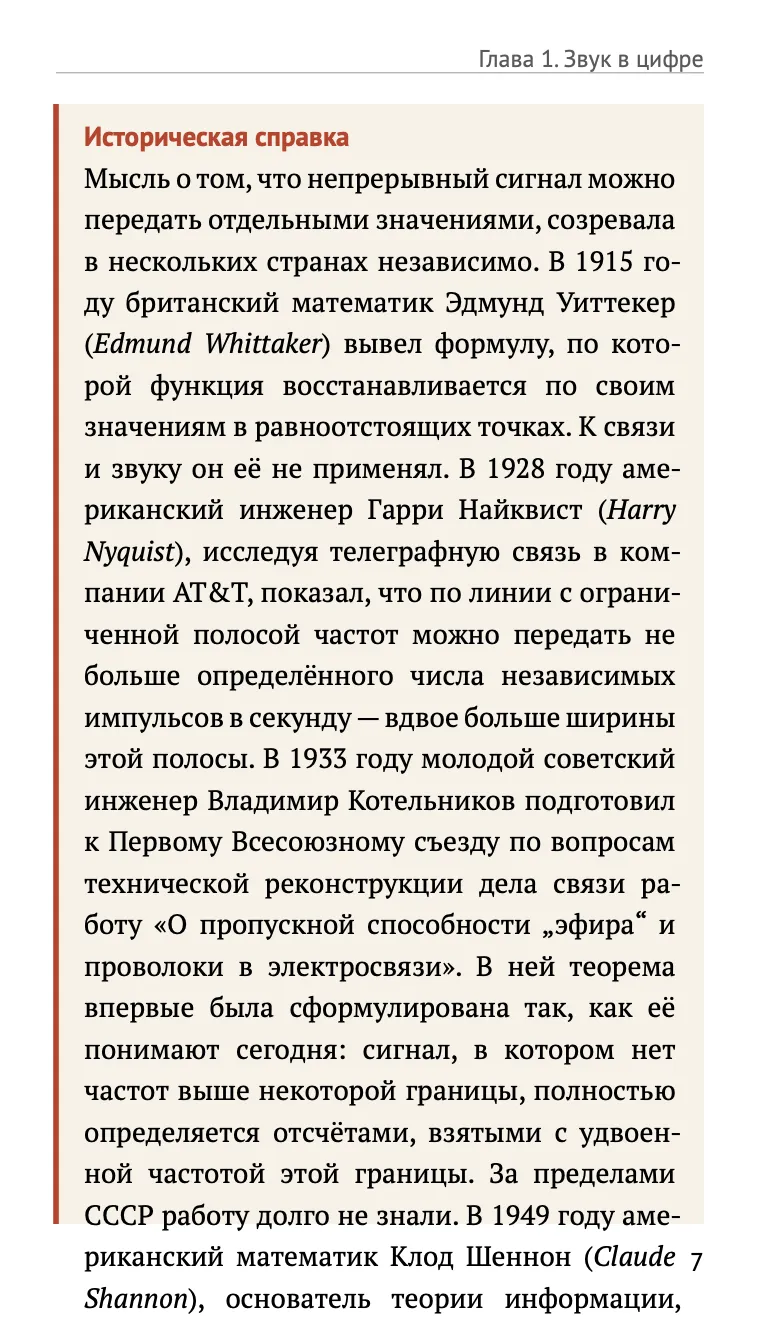 Глава 1. Звук в цифре
Историческая справка
Мысль о том, что непрерывный сигнал можно
передать отдельными значениями, созревала
в нескольких странах независимо. В 1915 го-
ду британский математик Эдмунд Уиттекер
(Edmund Whittaker) вывел формулу, по кото-
рой функция восстанавливается по своим
значениям в равноотстоящих точках. К связи
и звуку он её не применял. В 1928 году аме-
риканский инженер Гарри Найквист (Harry
Nyquist), исследуя телеграфную связь в ком-
пании AT&T, показал, что по линии с ограни-
ченной полосой частот можно передать не
больше определённого числа независимых
импульсов в секунду — вдвое больше ширины
этой полосы. В 1933 году молодой советский
инженер Владимир Котельников подготовил
к Первому Всесоюзному съезду по вопросам
технической реконструкции дела связи ра-
боту «О пропускной способности „эфира“ и
проволоки в электросвязи». В ней теорема
впервые была сформулирована так, как её
понимают сегодня: сигнал, в котором нет
частот выше некоторой границы, полностью
определяется отсчётами, взятыми с удвоен-
ной частотой этой границы. За пределами
СССР работу долго не знали. В 1949 году аме-
риканский математик Клод Шеннон (Claude
7
Shannon), основатель теории информации,